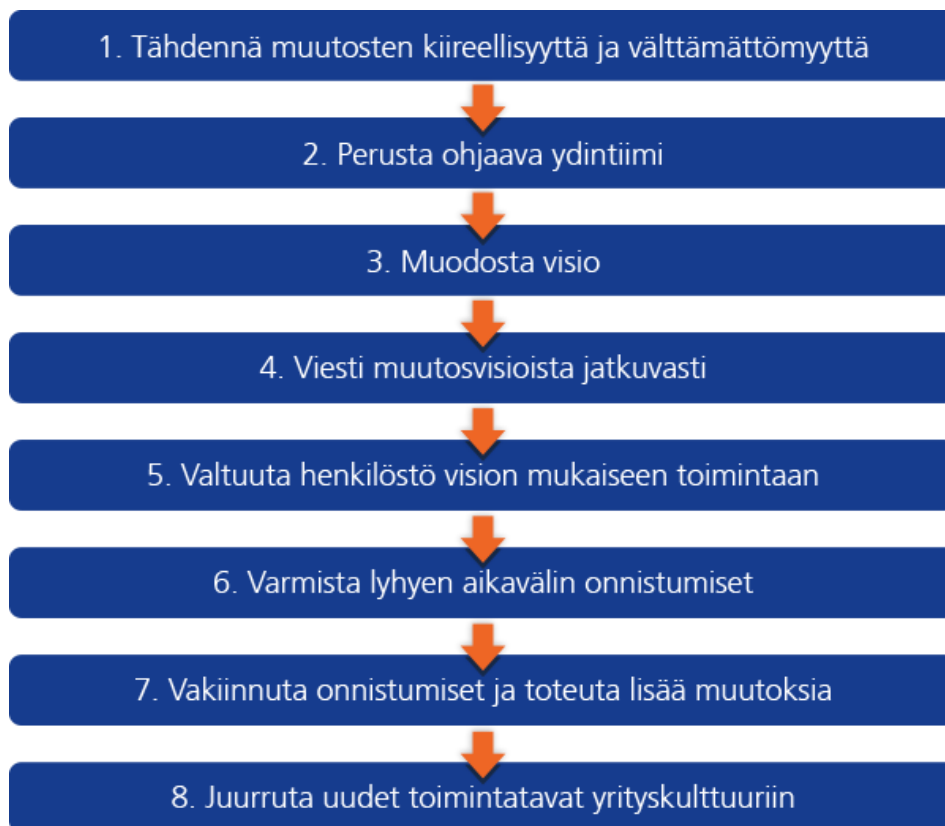 1. Tähdennä muutosten kiireellisyyttä ja välttämättömyyttä
2. Perusta ohjaava ydintiimi
3. Muodosta visio
4. Viesti muutosvisioista jatkuvasti
5. Valtuuta henkilöstö vision mukaiseen toimintaan
6. Varmista lyhyen aikavälin onnistumiset
7. Vakiinnuta onnistumiset ja toteuta lisää muutoksia
8. Juurruta uudet toimintatavat yrityskulttuuriin